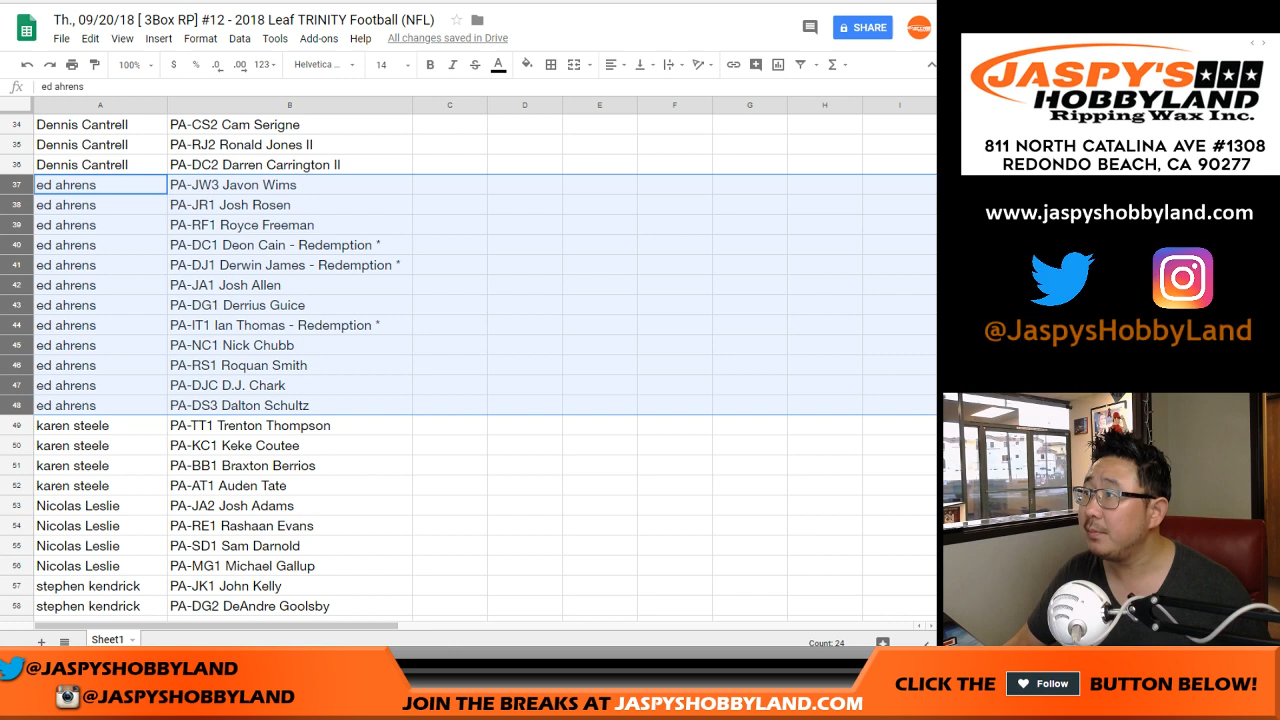 Th., 09/20/18 [ 3Box RP] #12 - 2018 Leaf TRINITY Football (NFL)
File Edit View Insert Format Data Tools Add-ons Help All changes saved in Drive
SHARE
100% $ % .0 .00 123 Helvetica ... 14 B I S A
fx ed ahrens
A B C D E F G H I
34 Dennis Cantrell PA-CS2 Cam Serigne
35 Dennis Cantrell PA-RJ2 Ronald Jones II
36 Dennis Cantrell PA-DC2 Darren Carrington II
37 ed ahrens PA-JW3 Javon Wims
38 ed ahrens PA-JR1 Josh Rosen
39 ed ahrens PA-RF1 Royce Freeman
40 ed ahrens PA-DC1 Deon Cain - Redemption *
41 ed ahrens PA-DJ1 Derwin James - Redemption *
42 ed ahrens PA-JA1 Josh Allen
43 ed ahrens PA-DG1 Derrius Guice
44 ed ahrens PA-IT1 Ian Thomas - Redemption *
45 ed ahrens PA-NC1 Nick Chubb
46 ed ahrens PA-RS1 Roquan Smith
47 ed ahrens PA-DJC D.J. Chark
48 ed ahrens PA-DS3 Dalton Schultz
49 karen steele PA-TT1 Trenton Thompson
50 karen steele PA-KC1 Keke Coutee
51 karen steele PA-BB1 Braxton Berrios
52 karen steele PA-AT1 Auden Tate
53 Nicolas Leslie PA-JA2 Josh Adams
54 Nicolas Leslie PA-RE1 Rashaan Evans
55 Nicolas Leslie PA-SD1 Sam Darnold
56 Nicolas Leslie PA-MG1 Michael Gallup
57 stephen kendrick PA-JK1 John Kelly
58 stephen kendrick PA-DG2 DeAndre Goolsby
Sheet1
Count: 24
JASPY'S
HOBBYLAND
Ripping Wax Inc.
811 NORTH CATALINA AVE #1308
REDONDO BEACH, CA 90277
www.jaspyshobbyland.com
@JaspysHobbyLand
@JASPYSHOBBYLAND
@JASPYSHOBBYLAND
JOIN THE BREAKS AT JASPYSHOBBYLAND.COM
CLICK THE Follow BUTTON BELOW!